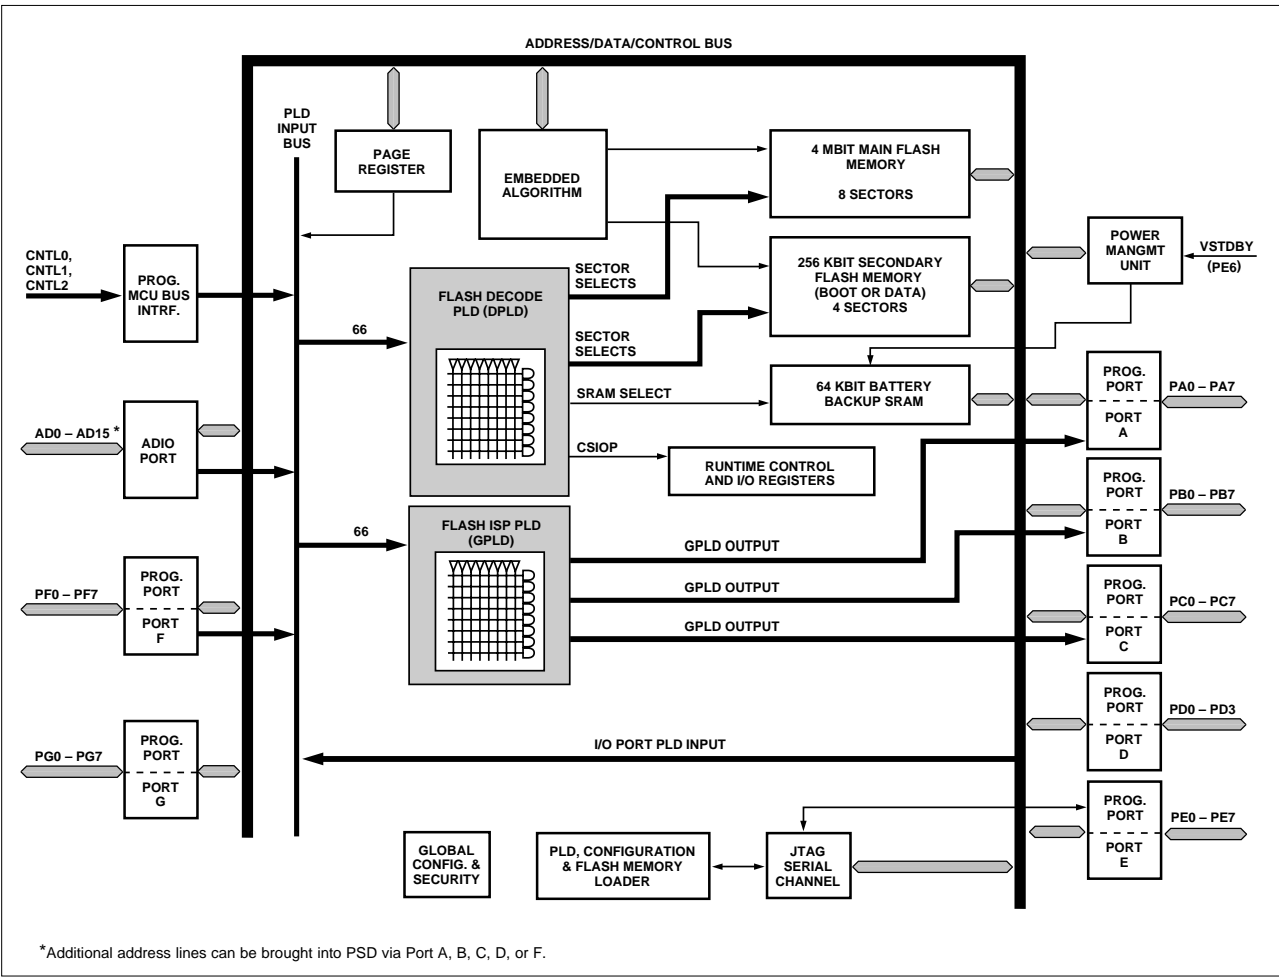 ADDRESS/DATA/CONTROL BUS
PLD
INPUT
BUS
PAGE
REGISTER
EMBEDDED
ALGORITHM
4 MBIT MAIN FLASH
MEMORY
8 SECTORS
POWER
MANGMT
UNIT
VSTDBY
(PE6)
CNTL0,
CNTL1,
CNTL2
PROG.
MCU BUS
INTRF.
FLASH DECODE
PLD (DPLD)
SECTOR
SELECTS
256 KBIT SECONDARY
FLASH MEMORY
(BOOT OR DATA)
4 SECTORS
66
SECTOR
SELECTS
SRAM SELECT
64 KBIT BATTERY
BACKUP SRAM
PROG.
PORT
PORT
A
PA0 – PA7
AD0 – AD15 *
ADIO
PORT
CSIOP
RUNTIME CONTROL
AND I/O REGISTERS
PROG.
PORT
PORT
B
PB0 – PB7
66
FLASH ISP PLD
(GPLD)
GPLD OUTPUT
GPLD OUTPUT
GPLD OUTPUT
PF0 – PF7
PROG.
PORT
PORT
F
PROG.
PORT
PORT
C
PC0 – PC7
PROG.
PORT
PORT
D
PD0 – PD3
PG0 – PG7
PROG.
PORT
PORT
G
I/O PORT PLD INPUT
PROG.
PORT
PORT
E
PE0 – PE7
GLOBAL
CONFIG. &
SECURITY
PLD, CONFIGURATION
& FLASH MEMORY
LOADER
JTAG
SERIAL
CHANNEL
*Additional address lines can be brought into PSD via Port A, B, C, D, or F.